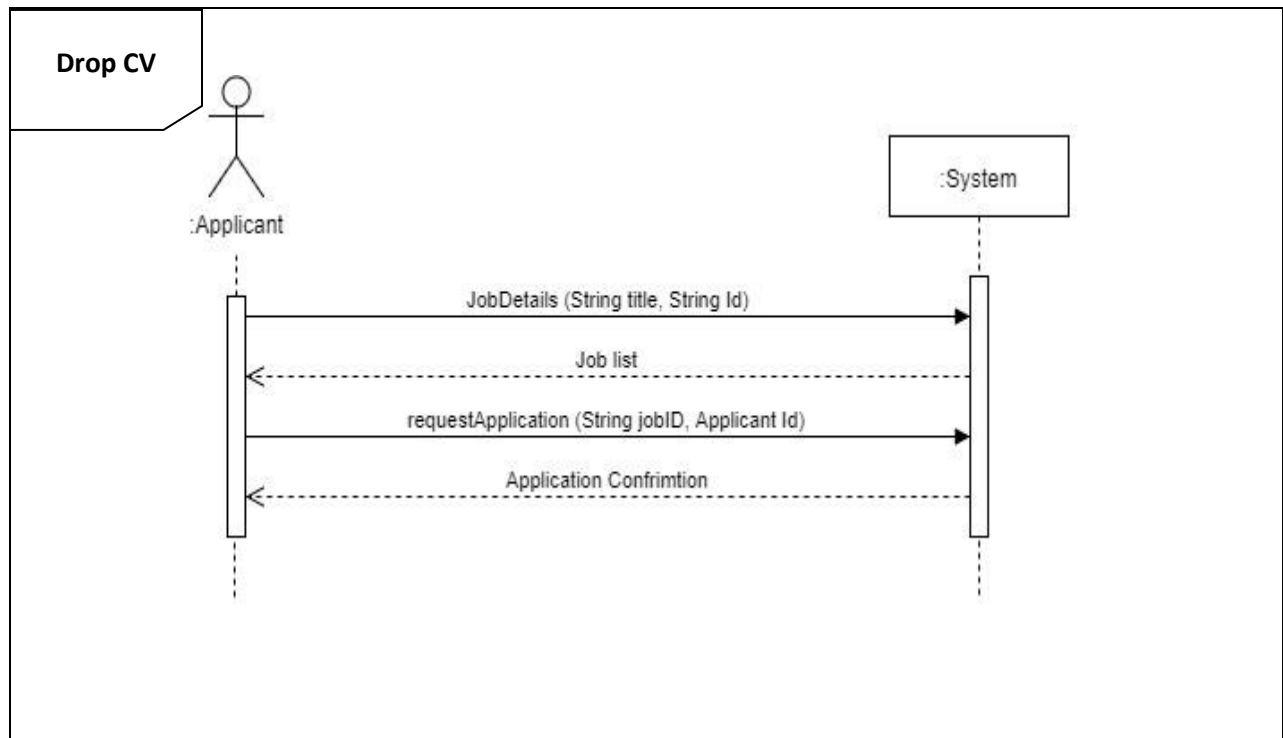 Drop CV
:System
:Applicant
JobDetails (String title, String Id)
Job list
requestApplication (String jobID, Applicant Id)
Application Confrimtion